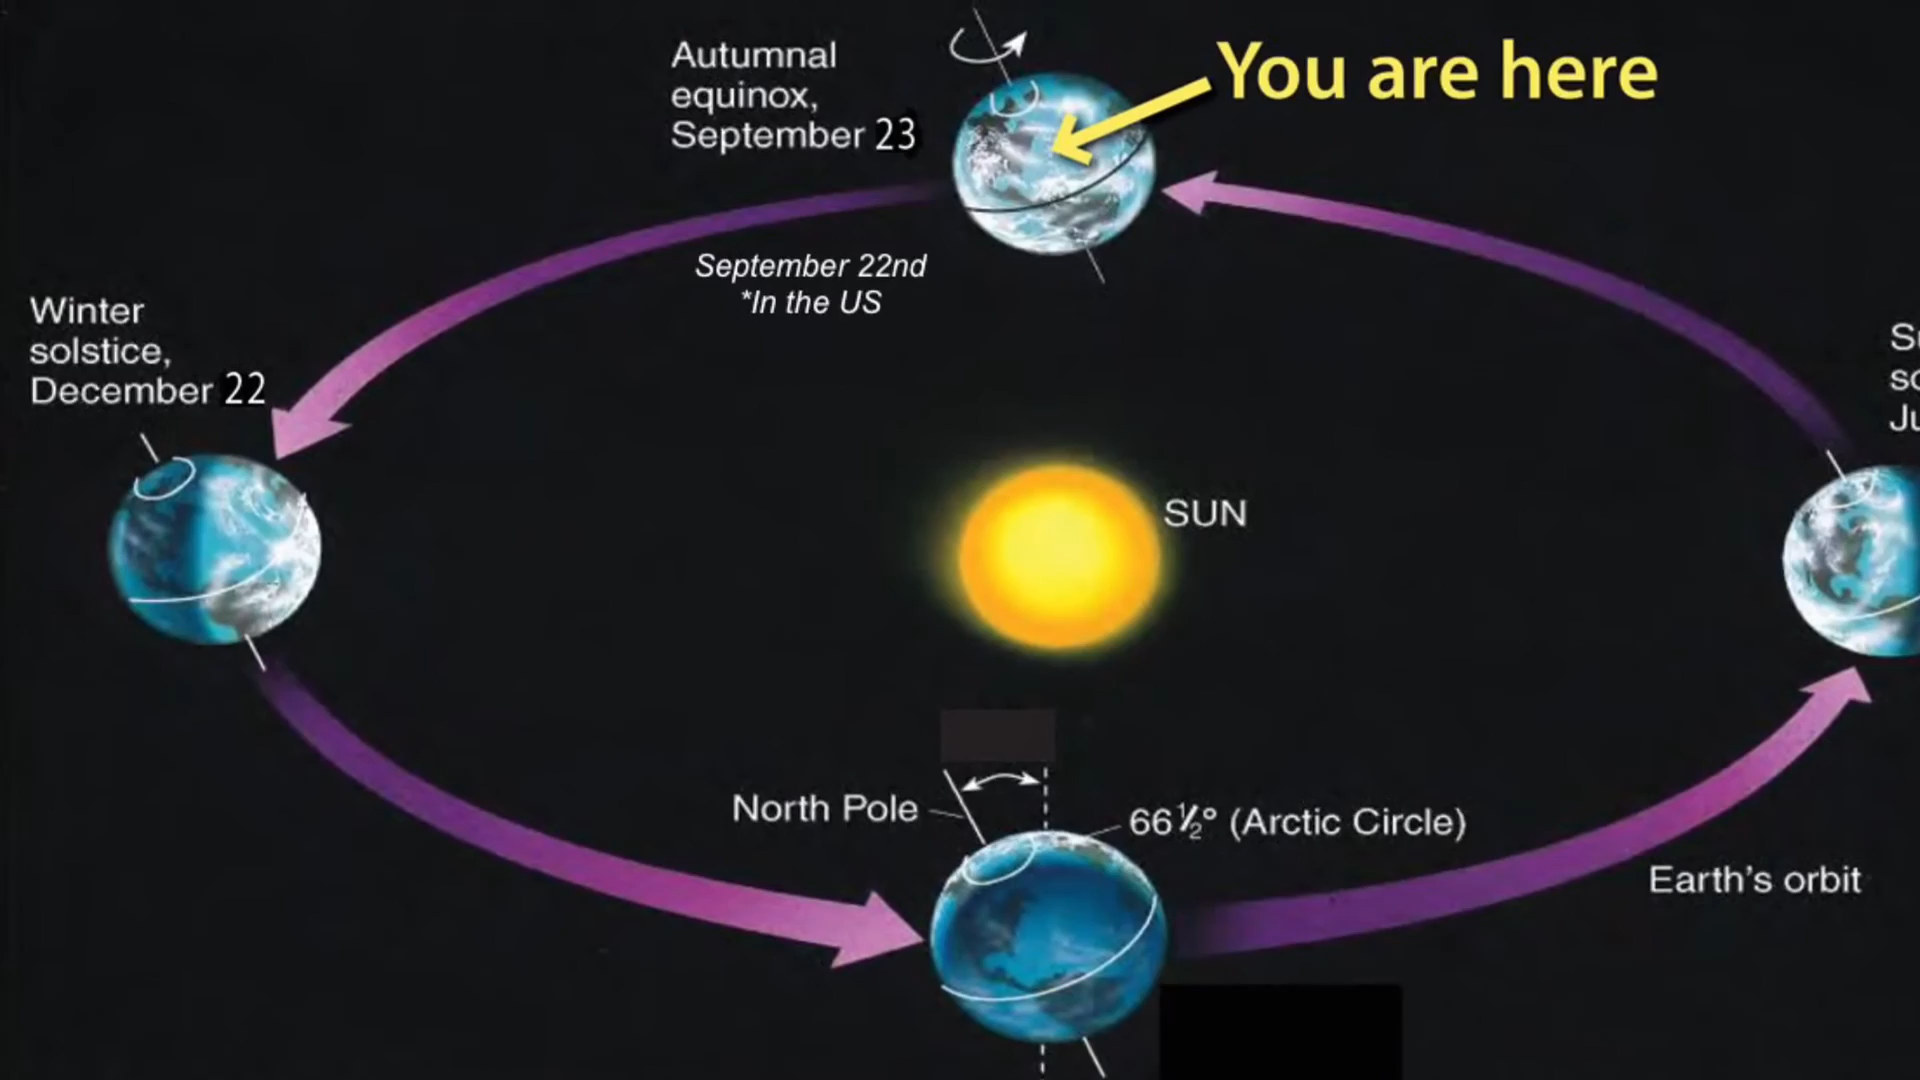 Autumnal
equinox,
September 23
You are here
September 22nd
*In the US
Winter
solstice,
December 22
SUN
North Pole
66½° (Arctic Circle)
Earth's orbit